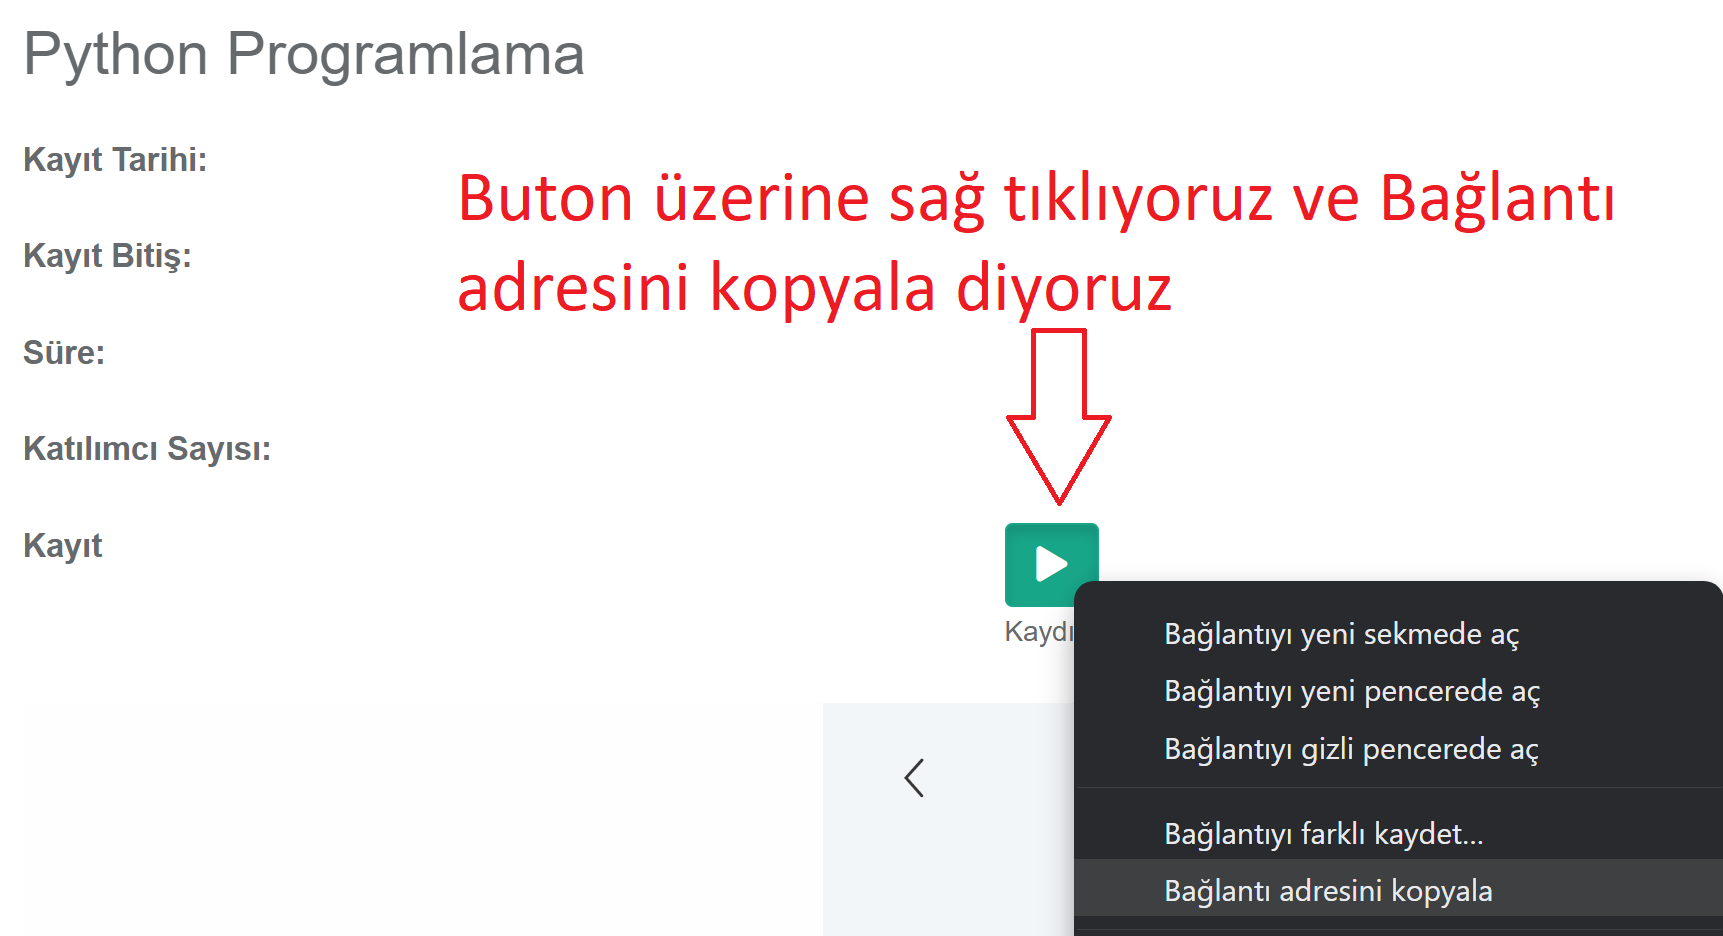 Python Programlama
Kayıt Tarihi:
Buton üzerine sağ tıklıyoruz ve Bağlantı
adresini kopyala diyoruz
Kayıt Bitiş:
Süre:
Katılımcı Sayısı:
Kayıt
Kaydı
Bağlantıyı yeni sekmede aç
Bağlantıyı yeni pencerede aç
Bağlantıyı gizli pencerede aç
Bağlantıyı farklı kaydet...
Bağlantı adresini kopyala